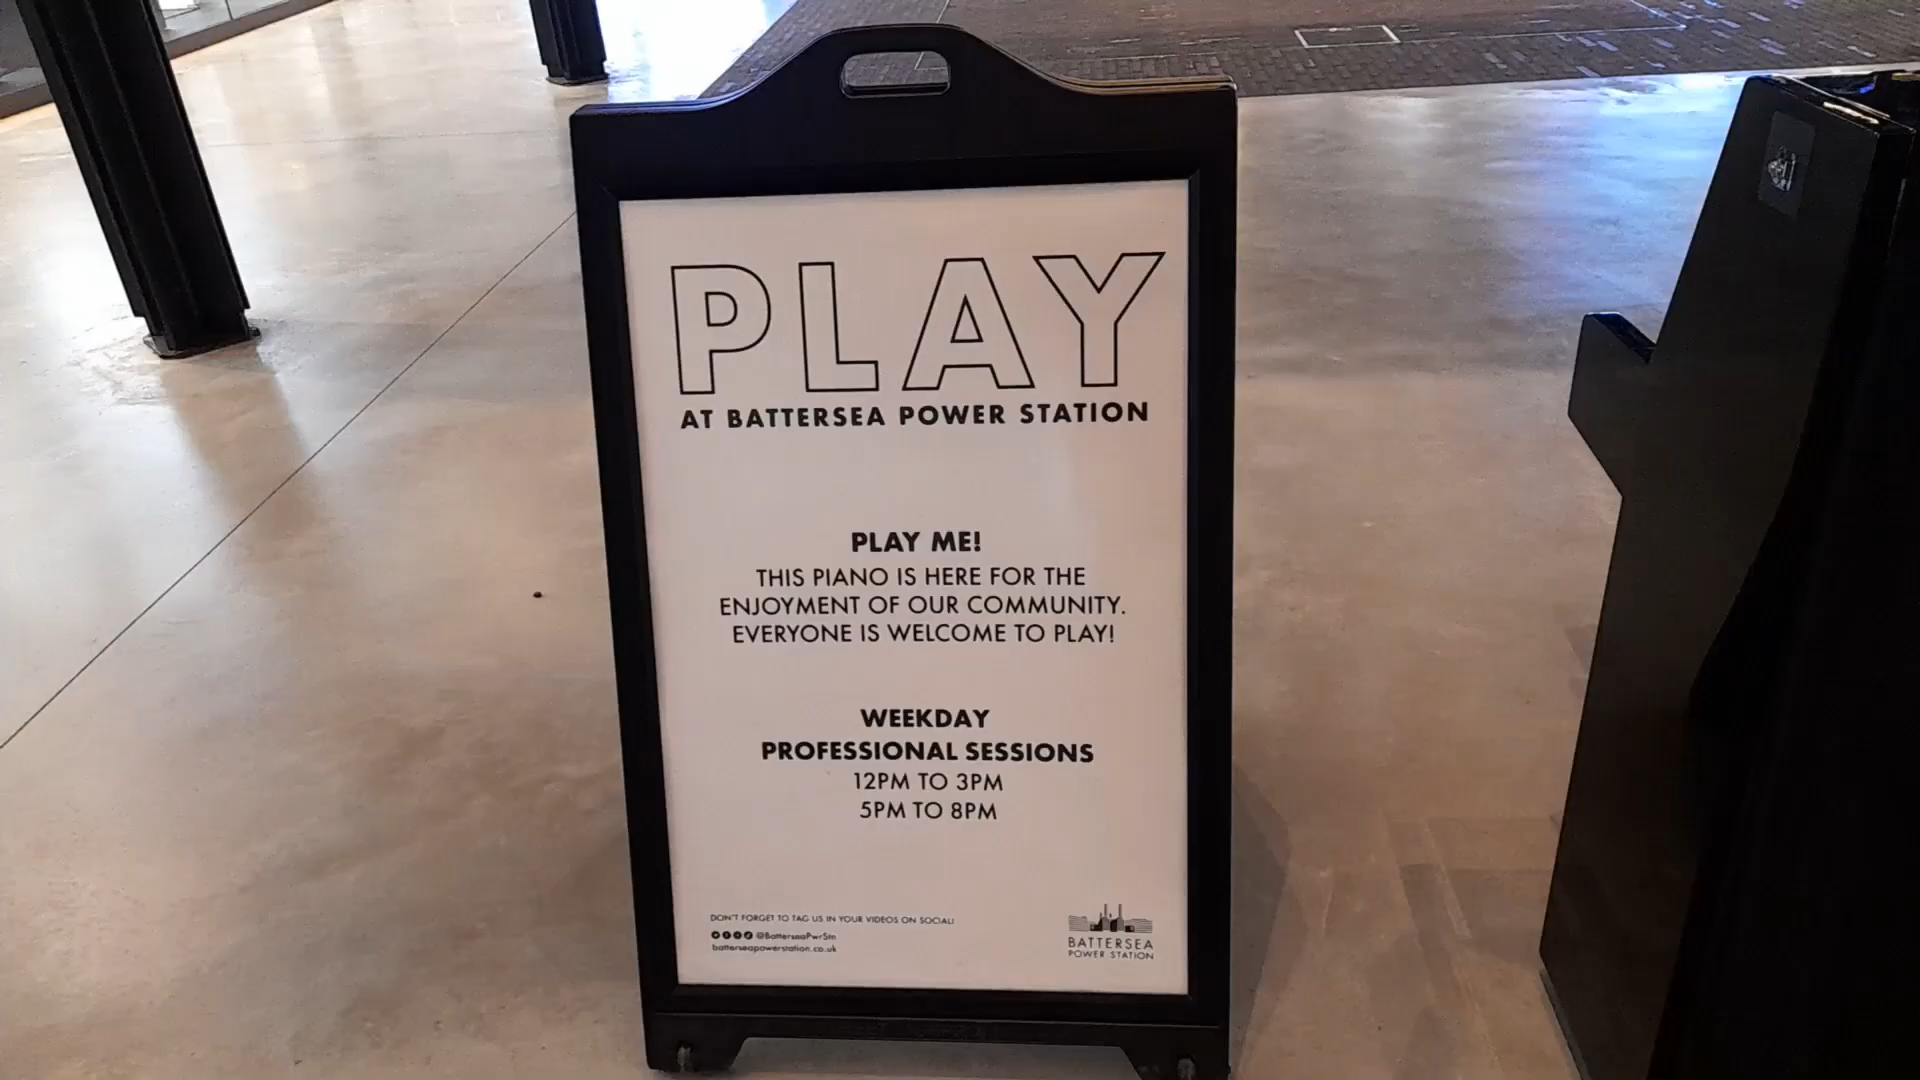 PLAY
AT BATTERSEA POWER STATION
PLAY ME!
THIS PIANO IS HERE FOR THE
ENJOYMENT OF OUR COMMUNITY.
EVERYONE IS WELCOME TO PLAY!
WEEKDAY
PROFESSIONAL SESSIONS
12PM TO 3PM
5PM TO 8PM
DON'T FORGET TO TAG US IN YOUR VIDEOS ON SOCIAL!
@BatterseaPwrStn
batterseapowerstation.co.uk
BATTERSEA
POWER STATION